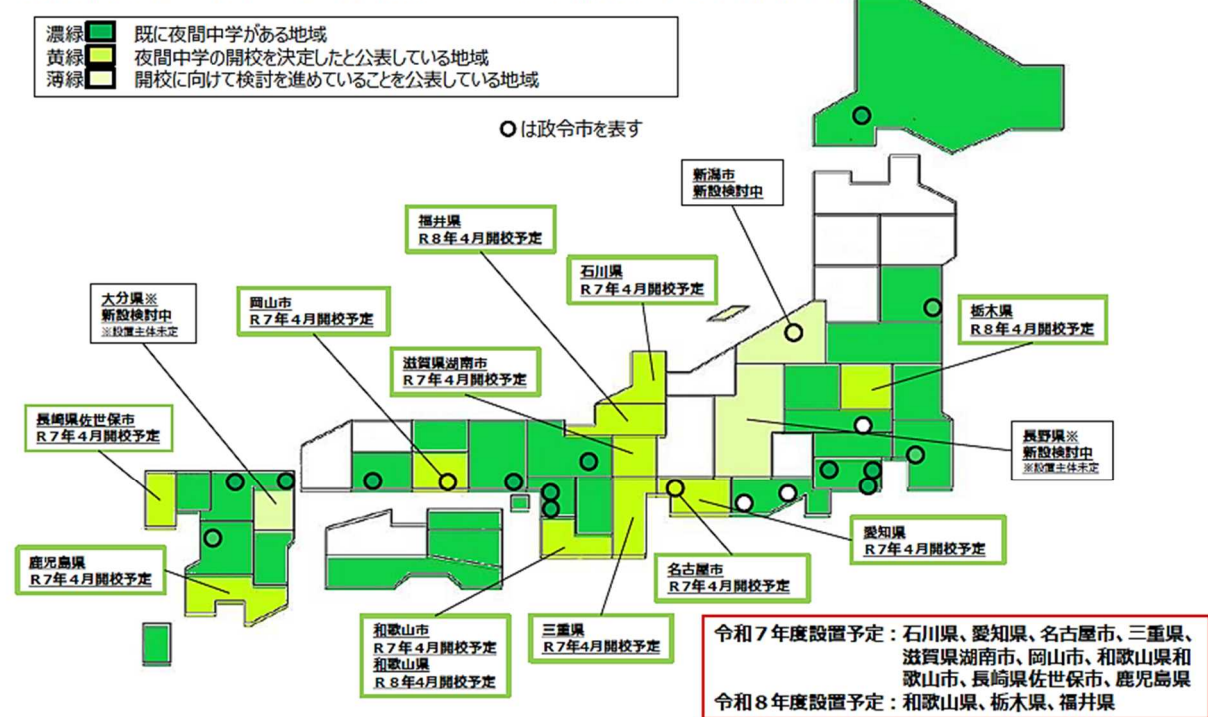 濃緑 既に夜間中学がある地域
黄緑 夜間中学の開校を決定したと公表している地域
薄緑 開校に向けて検討を進めていることを公表している地域
○は政令市を表す
新潟市
新設検討中
福井県
R8年4月開校予定
石川県
R7年4月開校予定
大分県※
新設検討中
※設置主体未定
岡山市
R7年4月開校予定
栃木県
R8年4月開校予定
滋賀県湖南市
R7年4月開校予定
長崎県佐世保市
R7年4月開校予定
長野県※
新設検討中
※設置主体未定
愛知県
R7年4月開校予定
鹿児島県
R7年4月開校予定
名古屋市
R7年4月開校予定
和歌山市
R7年4月開校予定
和歌山県
R8年4月開校予定
三重県
R7年4月開校予定
令和7年度設置予定：石川県、愛知県、名古屋市、三重県、
滋賀県湖南市、岡山市、和歌山県和
歌山市、長崎県佐世保市、鹿児島県
令和8年度設置予定：和歌山県、栃木県、福井県